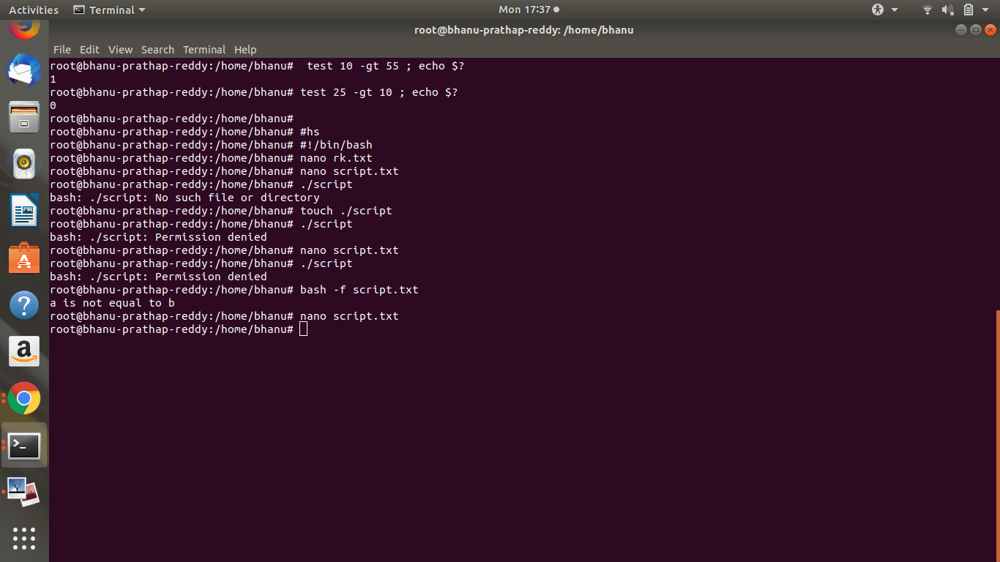 Activities Terminal Mon 17:37
root@bhanu-prathap-reddy: /home/bhanu
File Edit View Search Terminal Help
root@bhanu-prathap-reddy:/home/bhanu#  test 10 -gt 55 ; echo $?
1
root@bhanu-prathap-reddy:/home/bhanu# test 25 -gt 10 ; echo $?
0
root@bhanu-prathap-reddy:/home/bhanu#
root@bhanu-prathap-reddy:/home/bhanu# #hs
root@bhanu-prathap-reddy:/home/bhanu# #!/bin/bash
root@bhanu-prathap-reddy:/home/bhanu# nano rk.txt
root@bhanu-prathap-reddy:/home/bhanu# nano script.txt
root@bhanu-prathap-reddy:/home/bhanu# ./script
bash: ./script: No such file or directory
root@bhanu-prathap-reddy:/home/bhanu# touch ./script
root@bhanu-prathap-reddy:/home/bhanu# ./script
bash: ./script: Permission denied
root@bhanu-prathap-reddy:/home/bhanu# nano script.txt
root@bhanu-prathap-reddy:/home/bhanu# ./script
bash: ./script: Permission denied
root@bhanu-prathap-reddy:/home/bhanu# bash -f script.txt
a is not equal to b
root@bhanu-prathap-reddy:/home/bhanu# nano script.txt
root@bhanu-prathap-reddy:/home/bhanu#